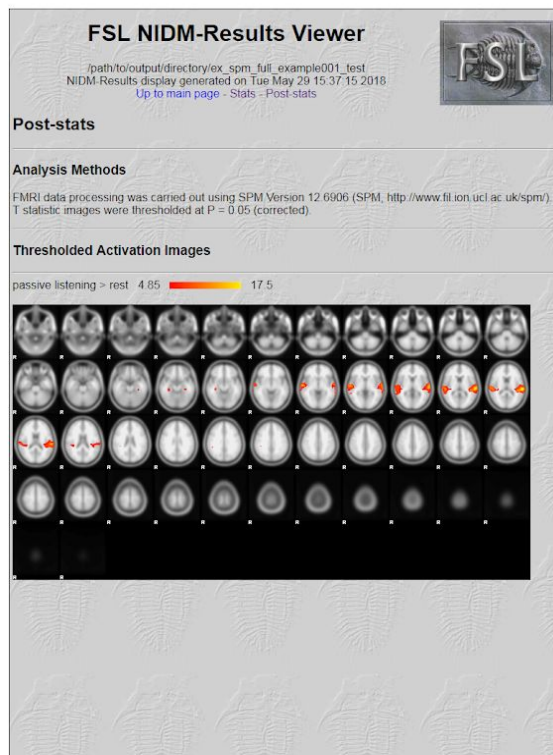 FSL NIDM-Results Viewer
FSL
/path/to/output/directory/ex_spm_full_example001_test
NIDM-Results display generated on Tue May 29 15:37:15 2018
Up to main page - Stats - Post-stats
Post-stats
Analysis Methods
FMRI data processing was carried out using SPM Version 12.6906 (SPM, http://www.fil.ion.ucl.ac.uk/spm/).
T statistic images were thresholded at P = 0.05 (corrected).
Thresholded Activation Images
passive listening > rest 4.85 17.5
R R R R R R R R R R R
R R R R R R R R R R R
R R R R R R R R R R R
R R R R R R R R R R R
R R